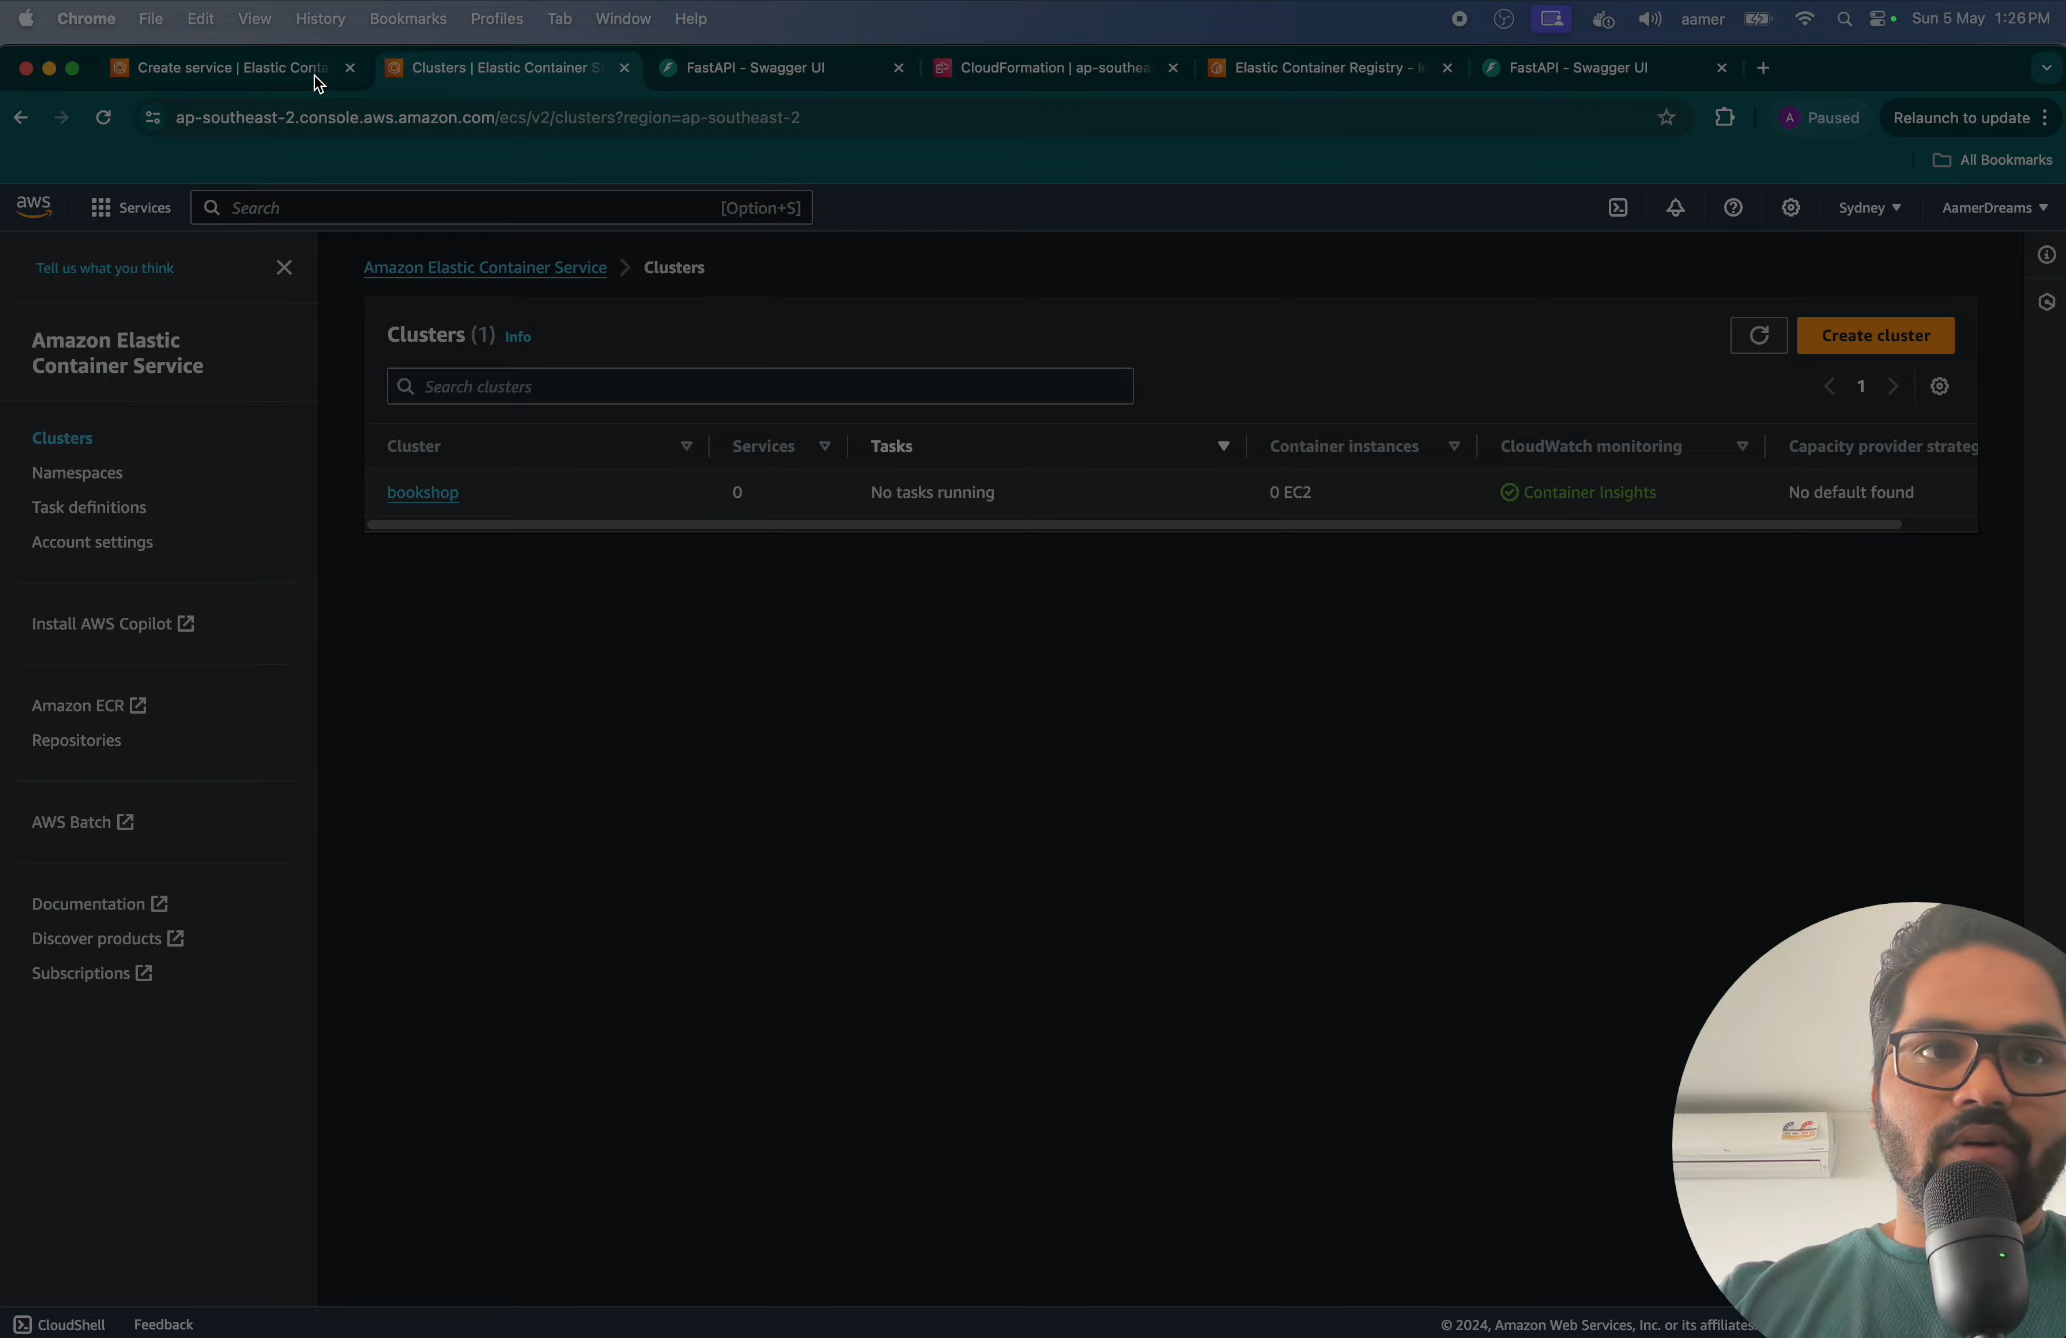 Chrome File Edit View History Bookmarks Profiles Tab Window Help aamer Sun 5 May 1:26 PM
Create service | Elastic Conta Clusters | Elastic Container S FastAPI - Swagger UI CloudFormation | ap-southea Elastic Container Registry - FastAPI - Swagger UI
ap-southeast-2.console.aws.amazon.com/ecs/v2/clusters?region=ap-southeast-2 A Paused Relaunch to update
All Bookmarks
aws Services Search [Option+S] Sydney AamerDreams
Tell us what you think
Amazon Elastic Container Service
Clusters
Namespaces
Task definitions
Account settings
Install AWS Copilot
Amazon ECR
Repositories
AWS Batch
Documentation
Discover products
Subscriptions
Amazon Elastic Container Service > Clusters
Clusters (1) Info
Create cluster
Search clusters
1
Cluster Services Tasks Container instances CloudWatch monitoring Capacity provider strateg
bookshop 0 No tasks running 0 EC2 Container Insights No default found
CloudShell Feedback © 2024, Amazon Web Services, Inc. or its affiliates.